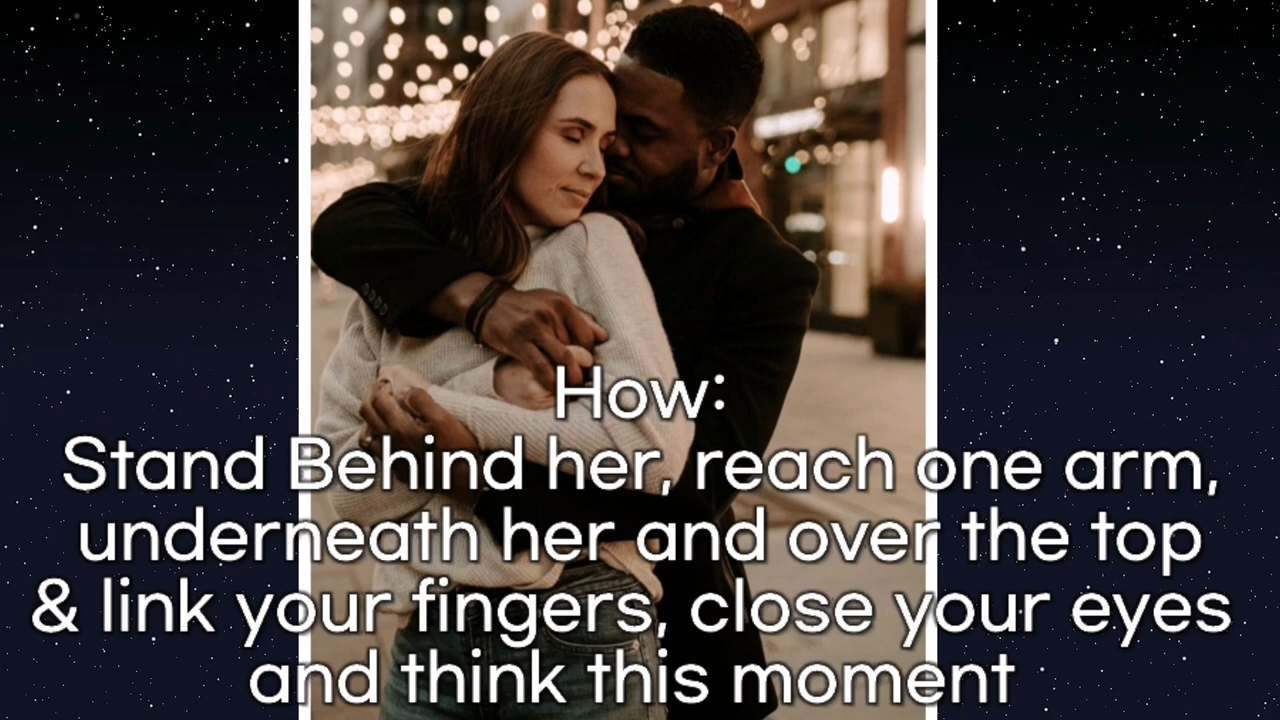 How:
Stand Behind her, reach one arm,
underneath her and over the top
& link your fingers, close your eyes
and think this moment